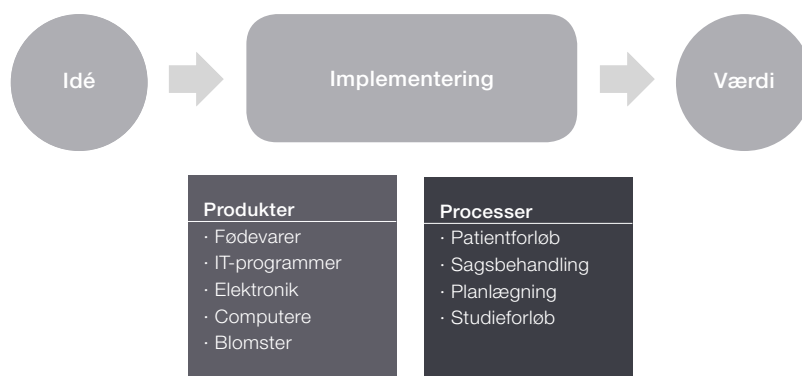 Idé
Implementering
Værdi
Produkter
· Fødevarer
· IT-programmer
· Elektronik
· Computere
· Blomster
Processer
· Patientforløb
· Sagsbehandling
· Planlægning
· Studieforløb